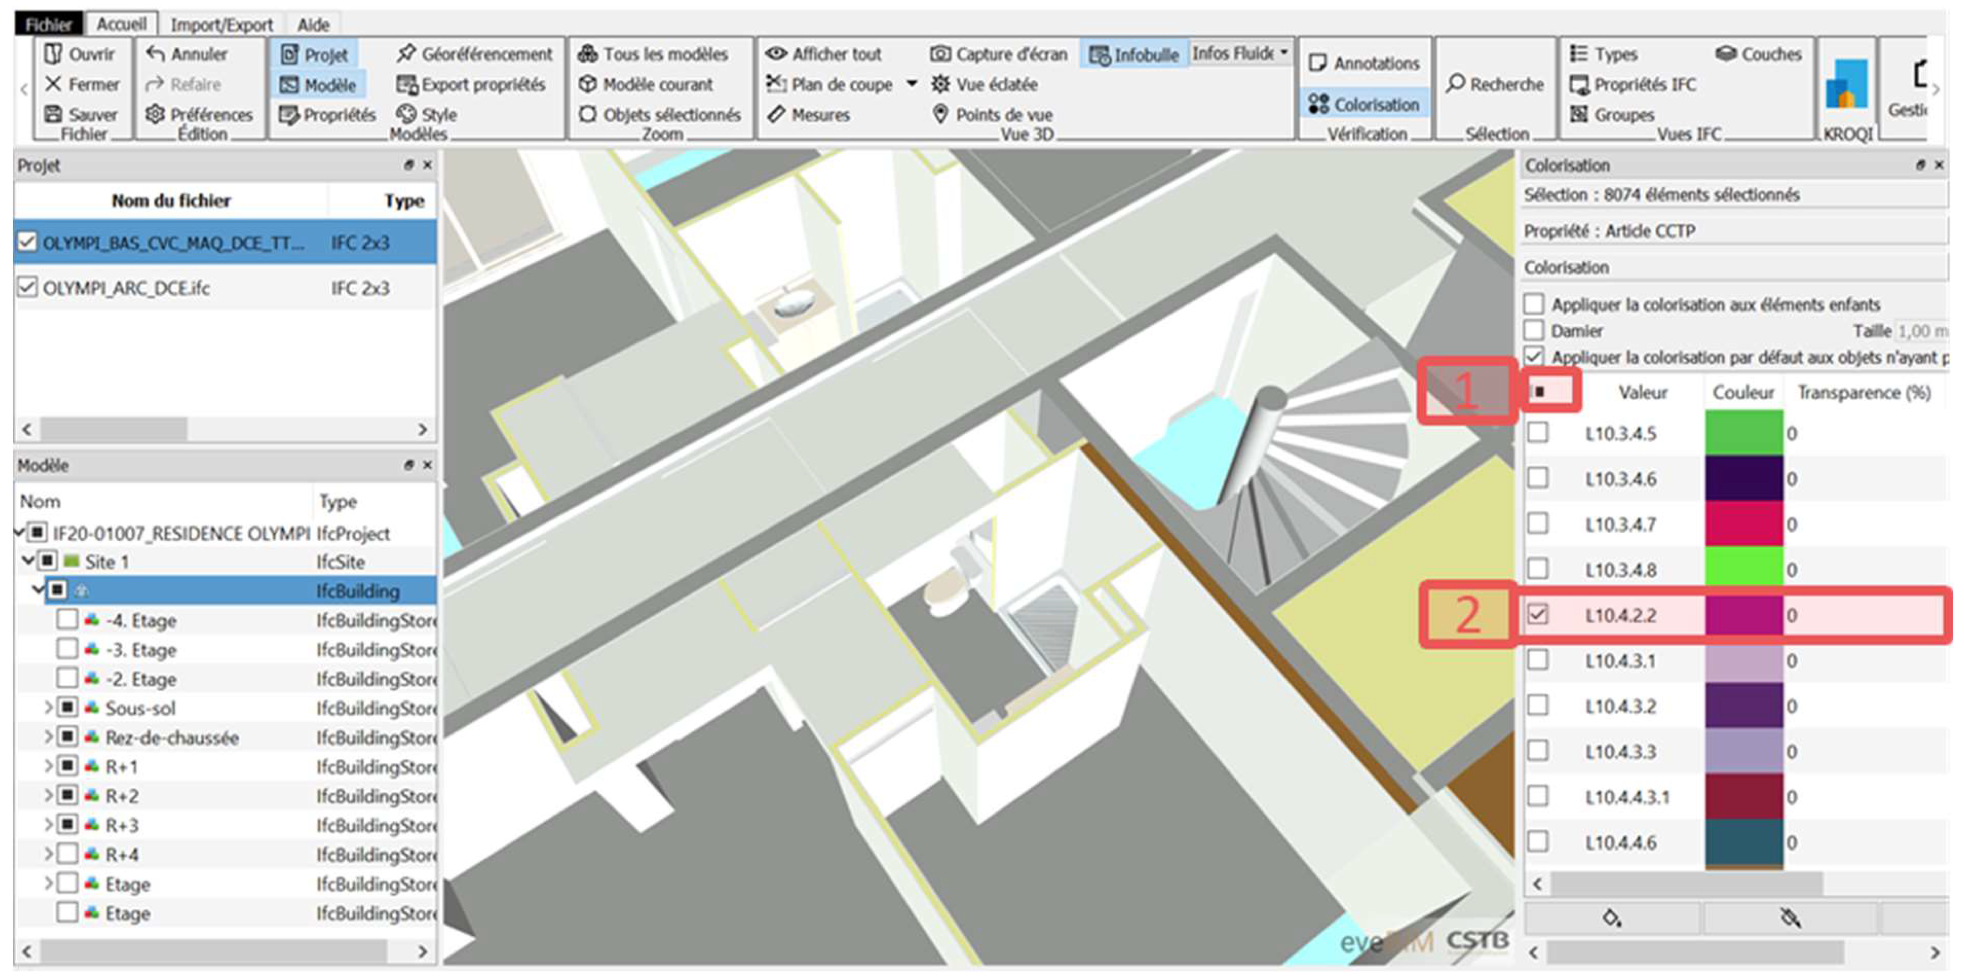 Fichier Accueil Import/Export Aide
Ouvrir Annuler Projet Géoréférencement Tous les modèles Afficher tout Capture d'écran Infobulle Infos Fluide Annotations Types Couches
Fermer Refaire Modèle Export propriétés Modèle courant Plan de coupe Vue éclatée Colorisation Recherche Propriétés IFC
Sauver Préférences Propriétés Style Objets sélectionnés Mesures Points de vue Groupes KROQI Gesti
Fichier Édition Modèles Zoom Vue 3D Vérification Sélection Vues IFC
Projet
Nom du fichier Type
OLYMPI_BAS_CVC_MAQ_DCE_TT... IFC 2x3
OLYMPI_ARC_DCE.ifc IFC 2x3
Modèle
Nom Type
IF20-01007_RESIDENCE OLYMPI IfcProject
Site 1 IfcSite
IfcBuilding
-4. Etage IfcBuildingStore
-3. Etage IfcBuildingStore
-2. Etage IfcBuildingStore
Sous-sol IfcBuildingStore
Rez-de-chaussée IfcBuildingStore
R+1 IfcBuildingStore
R+2 IfcBuildingStore
R+3 IfcBuildingStore
R+4 IfcBuildingStore
Etage IfcBuildingStore
Etage IfcBuildingStore
eveBIM CSTB
Colorisation
Sélection : 8074 éléments sélectionnés
Propriété : Article CCTP
Colorisation
Appliquer la colorisation aux éléments enfants
Damier Taille 1,00 m
Appliquer la colorisation par défaut aux objets n'ayant p
1
Valeur Couleur Transparence (%)
L10.3.4.5 0
L10.3.4.6 0
L10.3.4.7 0
L10.3.4.8 0
2 L10.4.2.2 0
L10.4.3.1 0
L10.4.3.2 0
L10.4.3.3 0
L10.4.4.3.1 0
L10.4.4.6 0